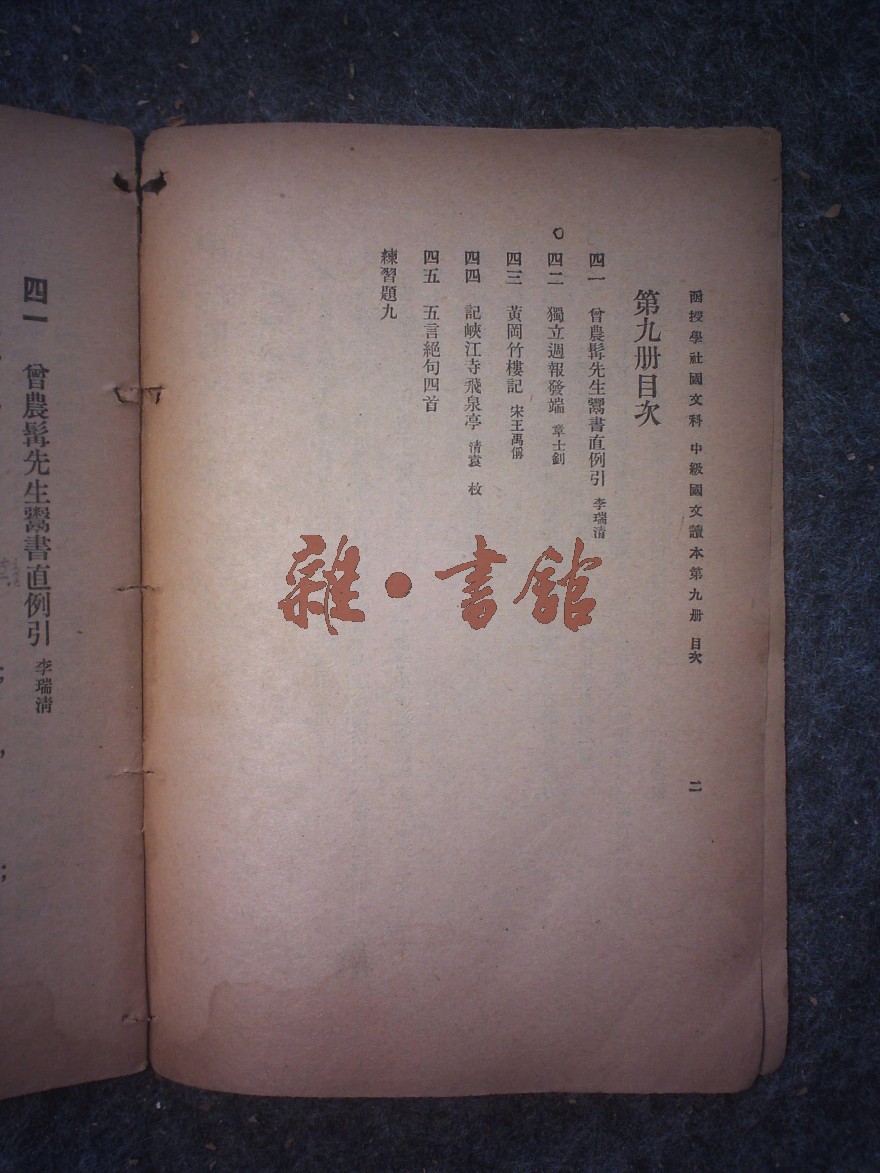 函授學社國文科 中級國文讀本第九册 目次 二
第九册目次
四一 曾農髯先生鬻書直例引 李瑞清
四二 獨立週報發端 章士釗
四三 黃岡竹樓記 宋王禹偁
四四 記峽江寺飛泉亭 清袁 枚
四五 五言絕句四首
練習題九
四一 曾農髯先生鬻書直例引 李瑞清
雜·書館